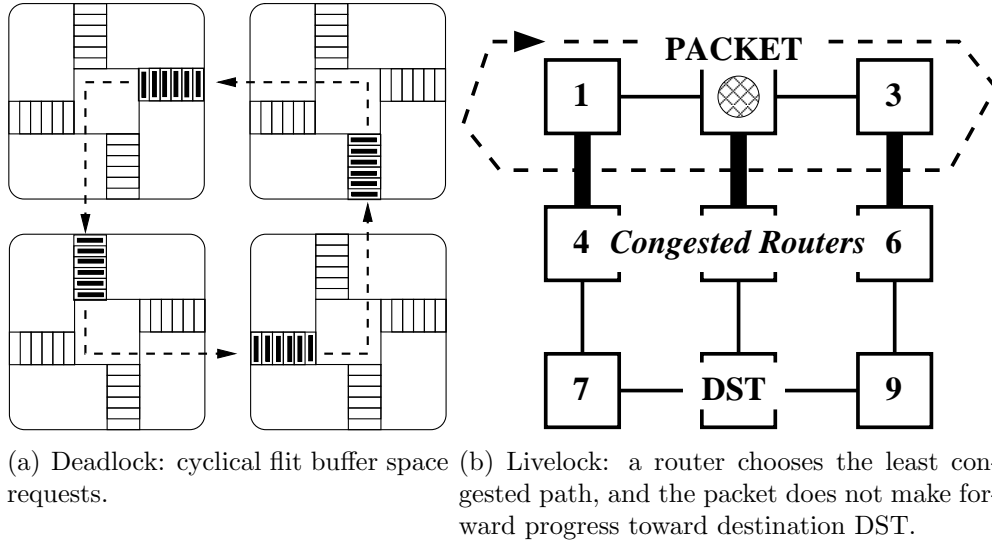 PACKET
1
3
4 Congested Routers 6
7 DST 9
(a) Deadlock: cyclical flit buffer space
requests.
(b) Livelock: a router chooses the least con-
gested path, and the packet does not make for-
ward progress toward destination DST.